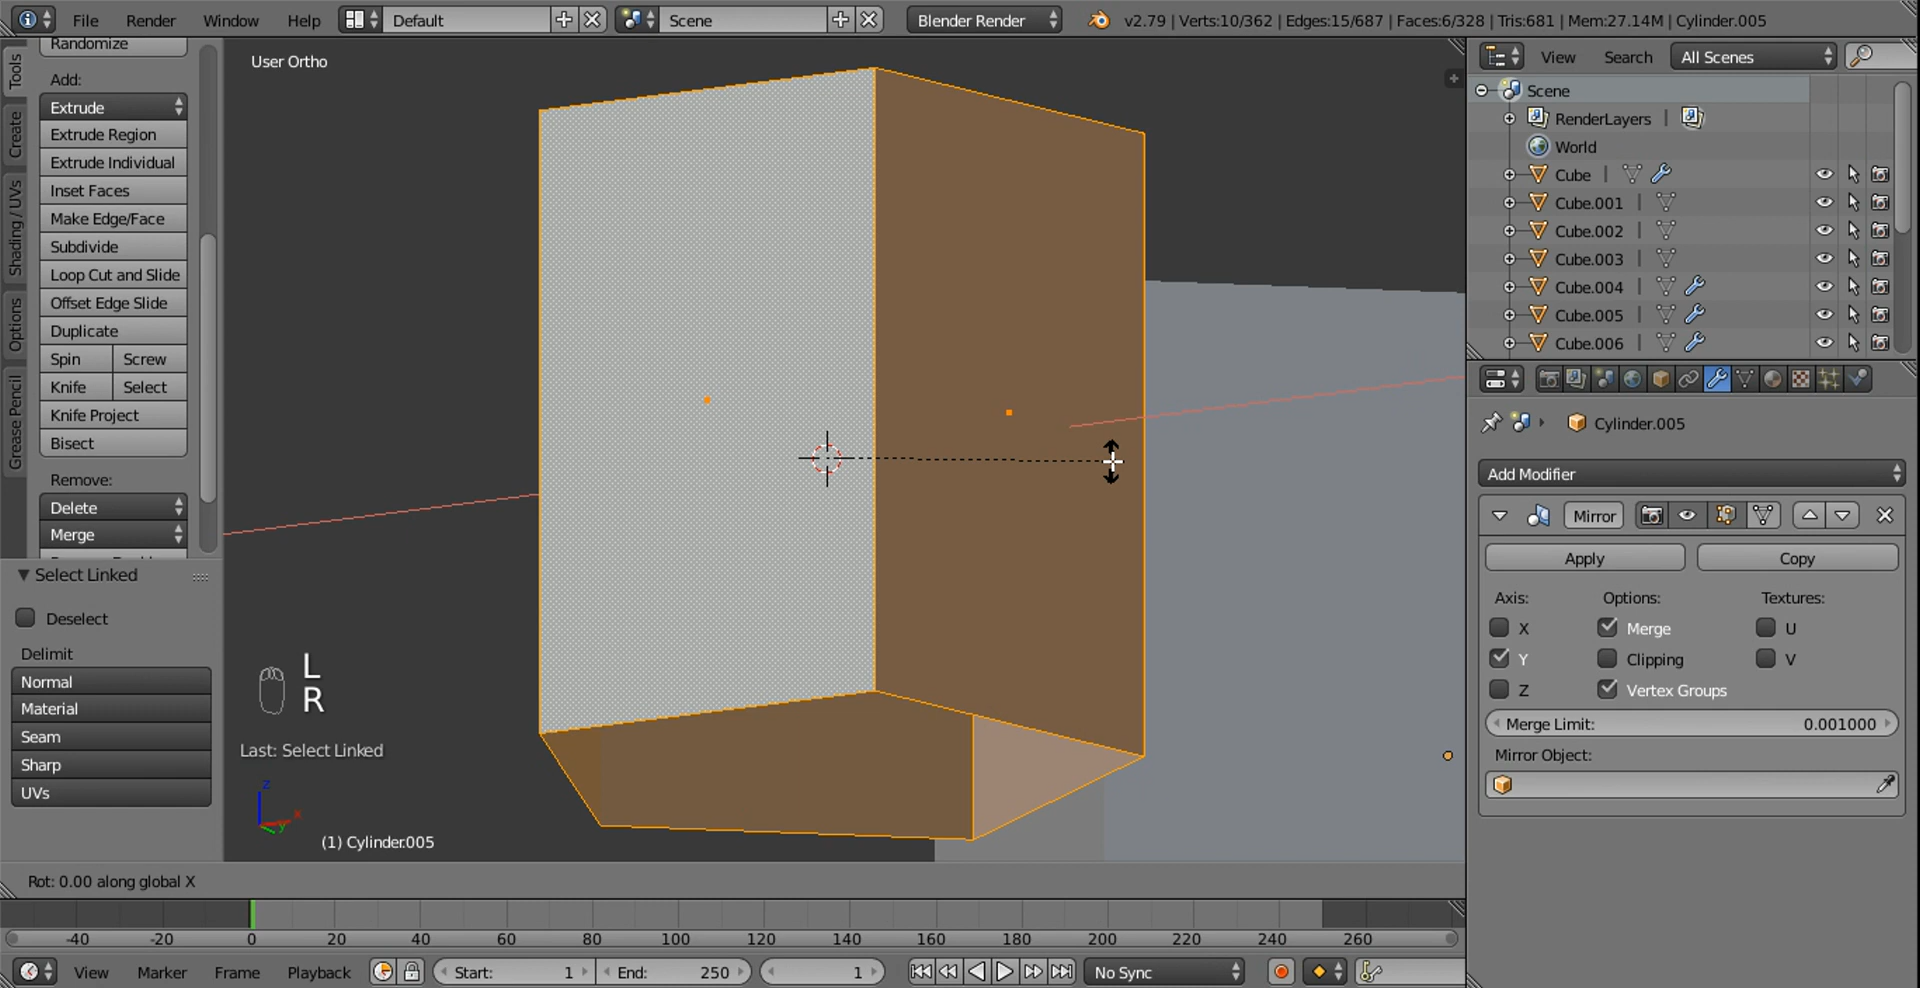 File Render Window Help Default Scene Blender Render v2.79 | Verts:10/362 | Edges:15/687 | Faces:6/328 | Tris:681 | Mem:27.14M | Cylinder.005
Tools
Create
Shading / UVs
Options
Grease Pencil
Randomize
Add:
Extrude
Extrude Region
Extrude Individual
Inset Faces
Make Edge/Face
Subdivide
Loop Cut and Slide
Offset Edge Slide
Duplicate
Spin Screw
Knife Select
Knife Project
Bisect
Remove:
Delete
Merge
Select Linked
Deselect
Delimit
Normal
Material
Seam
Sharp
UVs
User Ortho
L
R
Last: Select Linked
z
x
y
(1) Cylinder.005
Rot: 0.00 along global X
-40 -20 0 20 40 60 80 100 120 140 160 180 200 220 240 260
View Marker Frame Playback Start: 1 End: 250 1 No Sync
View Search All Scenes
Scene
RenderLayers |
World
Cube |
Cube.001 |
Cube.002 |
Cube.003 |
Cube.004 |
Cube.005 |
Cube.006 |
Cylinder.005
Add Modifier
Mirror
Apply Copy
Axis: Options: Textures:
X Merge U
Y Clipping V
Z Vertex Groups
Merge Limit: 0.001000
Mirror Object: